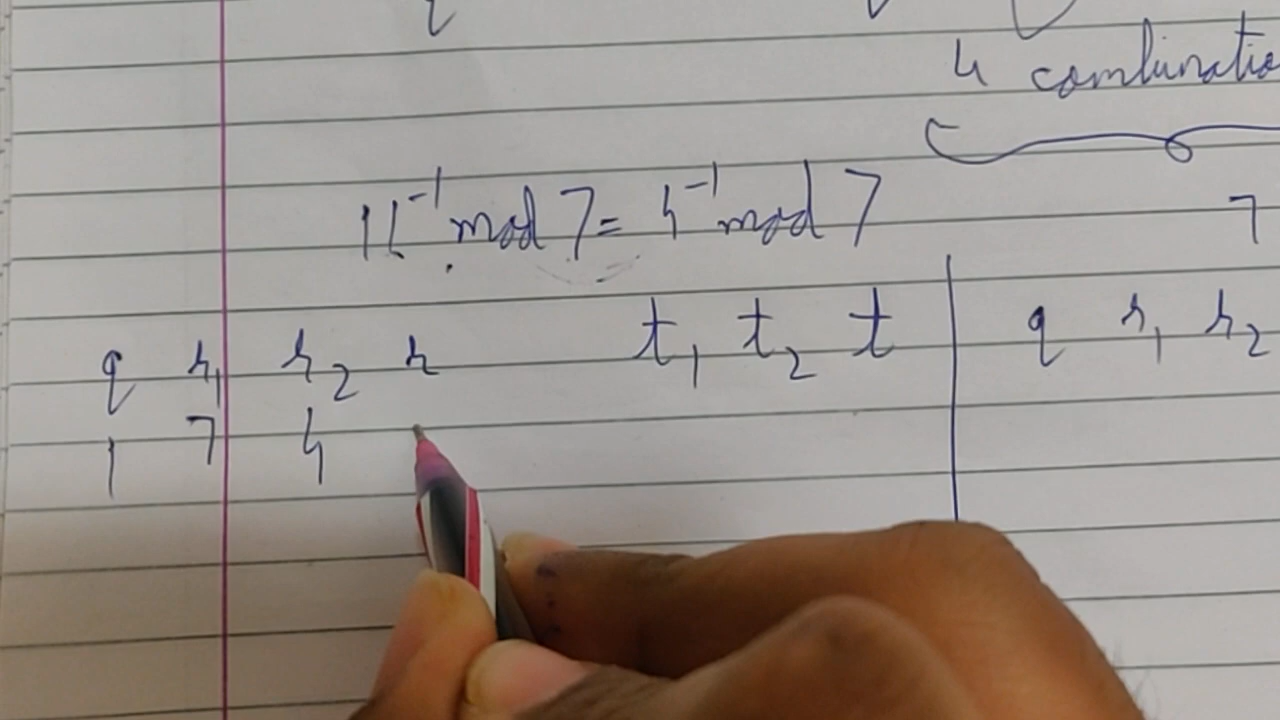 4 combinatio
11⁻¹ mod 7 = 4⁻¹ mod 7
7
q r₁ r₂ r t₁ t₂ t q r₁ r₂
1 7 4